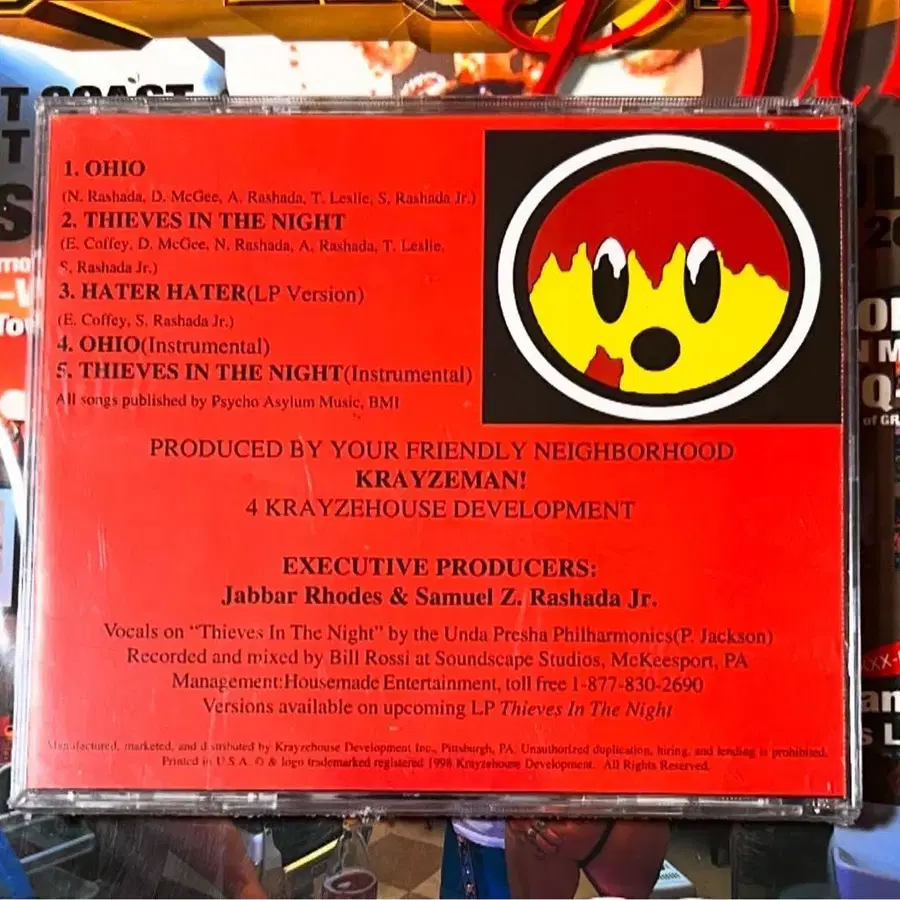 COAST
1. OHIO
(N. Rashada, D. McGee, A. Rashada, T. Leslie, S. Rashada Jr.)
2. THIEVES IN THE NIGHT
(E. Coffey, D. McGee, N. Rashada, A. Rashada, T. Leslie,
S. Rashada Jr.)
3. HATER HATER(LP Version)
(E. Coffey, S. Rashada Jr.)
4. OHIO(Instrumental)
5. THIEVES IN THE NIGHT(Instrumental)
All songs published by Psycho Asylum Music, BMI
PRODUCED BY YOUR FRIENDLY NEIGHBORHOOD
KRAYZEMAN!
4 KRAYZEHOUSE DEVELOPMENT
EXECUTIVE PRODUCERS:
Jabbar Rhodes & Samuel Z. Rashada Jr.
Vocals on "Thieves In The Night" by the Unda Presha Philharmonics(P. Jackson)
Recorded and mixed by Bill Rossi at Soundscape Studios, McKeesport, PA
Management:Housemade Entertainment, toll free 1-877-830-2690
Versions available on upcoming LP Thieves In The Night
Manufactured, marketed, and distributed by Krayzehouse Development Inc., Pittsburgh, PA. Unauthorized duplication, hiring, and lending is prohibited.
Printed in U.S.A. © & logo trademarked registered 1998 Krayzehouse Development. All Rights Reserved.